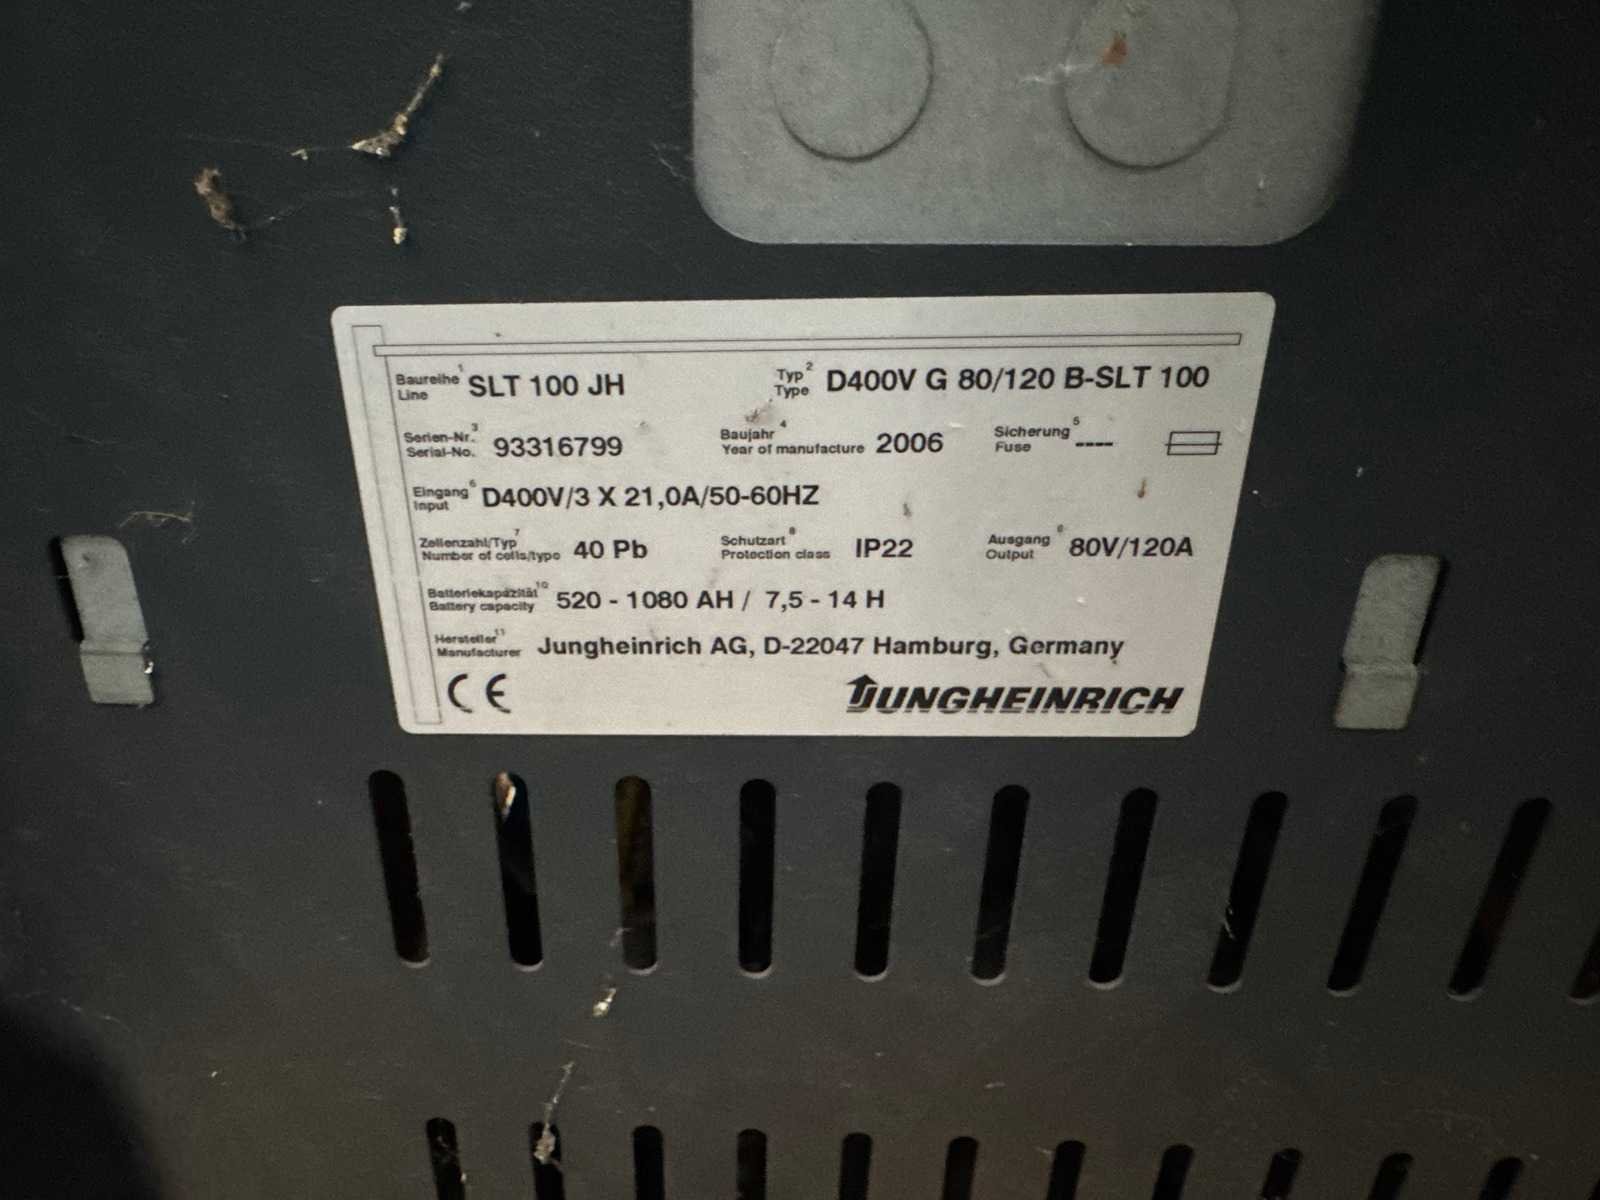 Baureihe 1 SLT 100 JH Typ 2 D400V G 80/120 B-SLT 100
Line Type
Serien-Nr. 3 93316799 Baujahr 4 2006 Sicherung 5 ----
Serial-No. Year of manufacture Fuse
Eingang 6 D400V/3 X 21,0A/50-60HZ
Input
Zellenzahl/Typ 7 40 Pb Schutzart 8 IP22 Ausgang 9 80V/120A
Number of cells/type Protection class Output
Batteriekapazität 10 520 - 1080 AH / 7,5 - 14 H
Battery capacity
Hersteller 11 Jungheinrich AG, D-22047 Hamburg, Germany
Manufacturer
CE JUNGHEINRICH